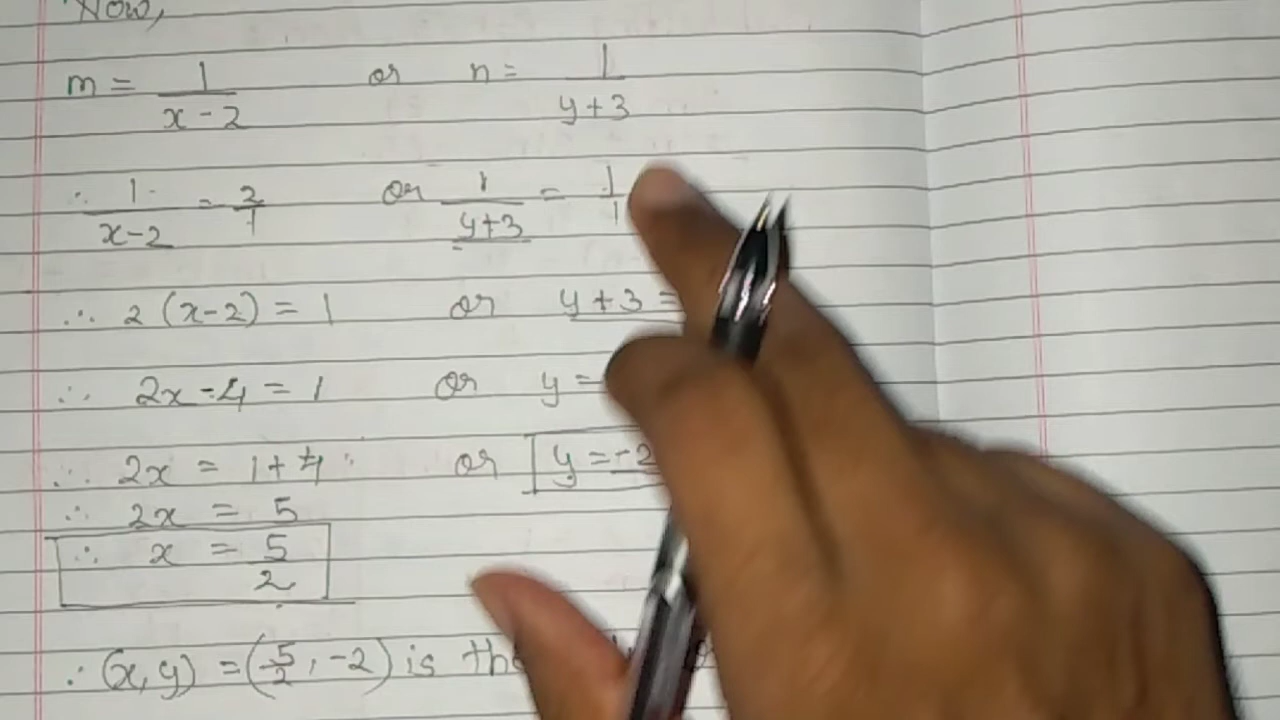 Now,
m = 1/(x - 2) or n = 1/(y + 3)
∴ 1/(x-2) = 2/1 or 1/(y+3) = 1/1
∴ 2 (x-2) = 1 or y + 3 =
∴ 2x - 4 = 1 or y =
∴ 2x = 1 + 4 or y = -2
∴ 2x = 5
∴ x = 5/2
∴ (x, y) = (5/2, -2) is the